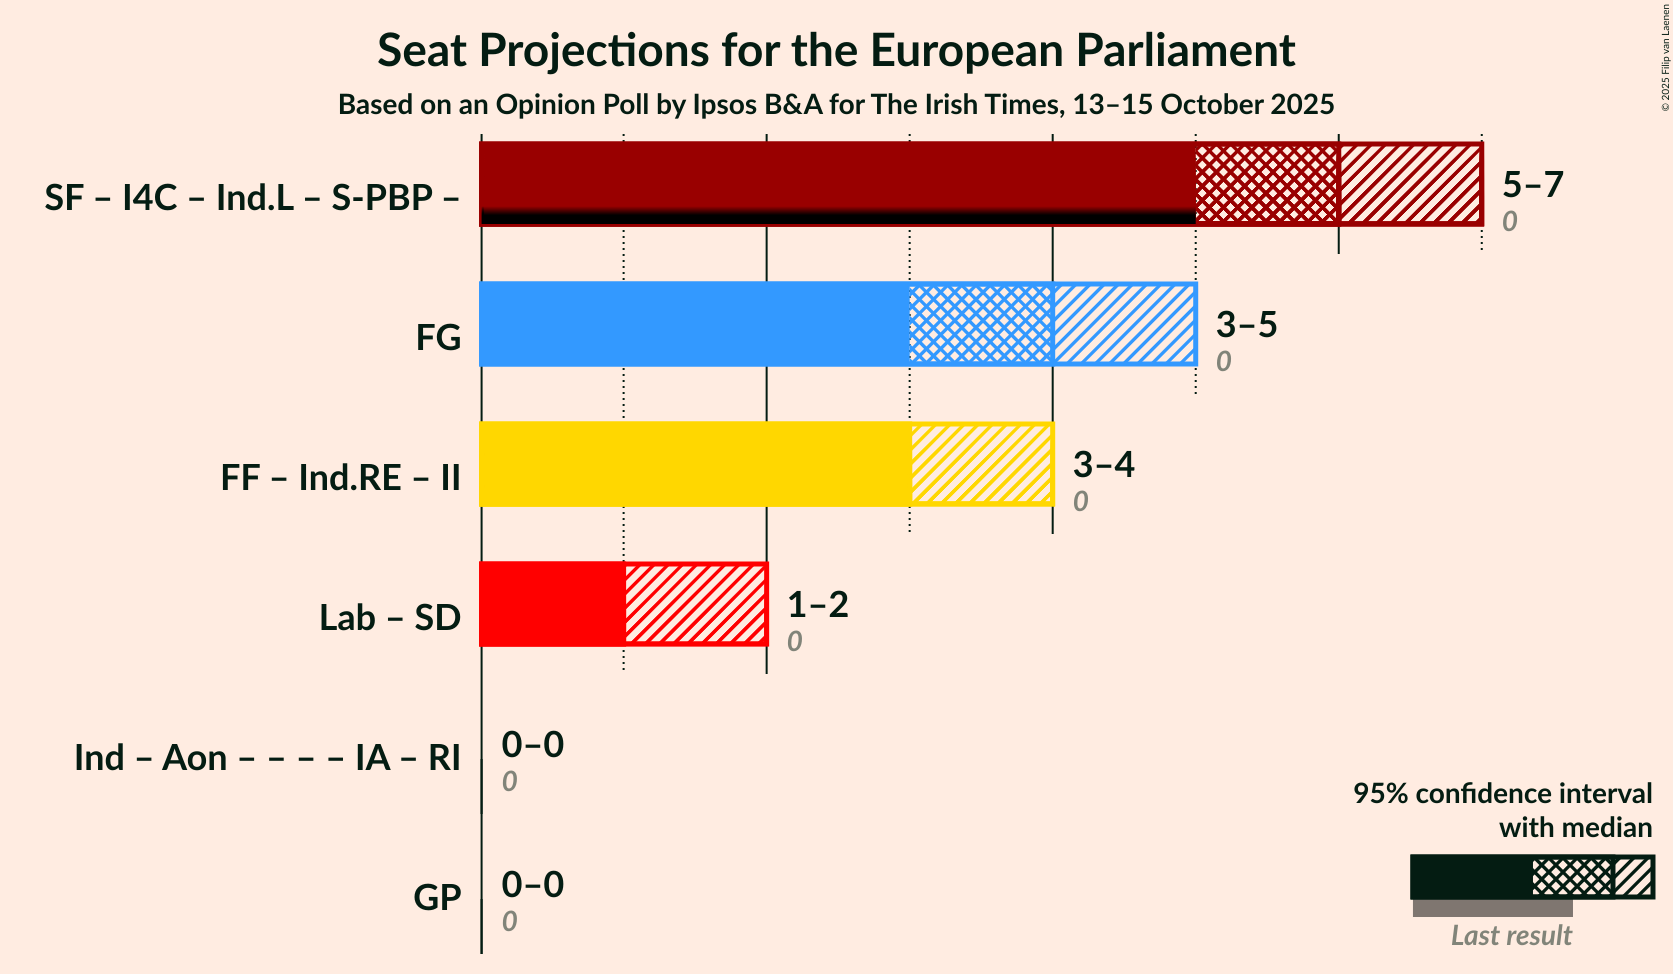 Seat Projections for the European Parliament
Based on an Opinion Poll by Ipsos B&A for The Irish Times, 13–15 October 2025
© 2025 Filip van Laenen
SF – I4C – Ind.L – S-PBP –
5–7
0
FG
3–5
0
FF – Ind.RE – II
3–4
0
Lab – SD
1–2
0
Ind – Aon – – – – IA – RI
0–0
0
GP
0–0
0
95% confidence interval
with median
Last result